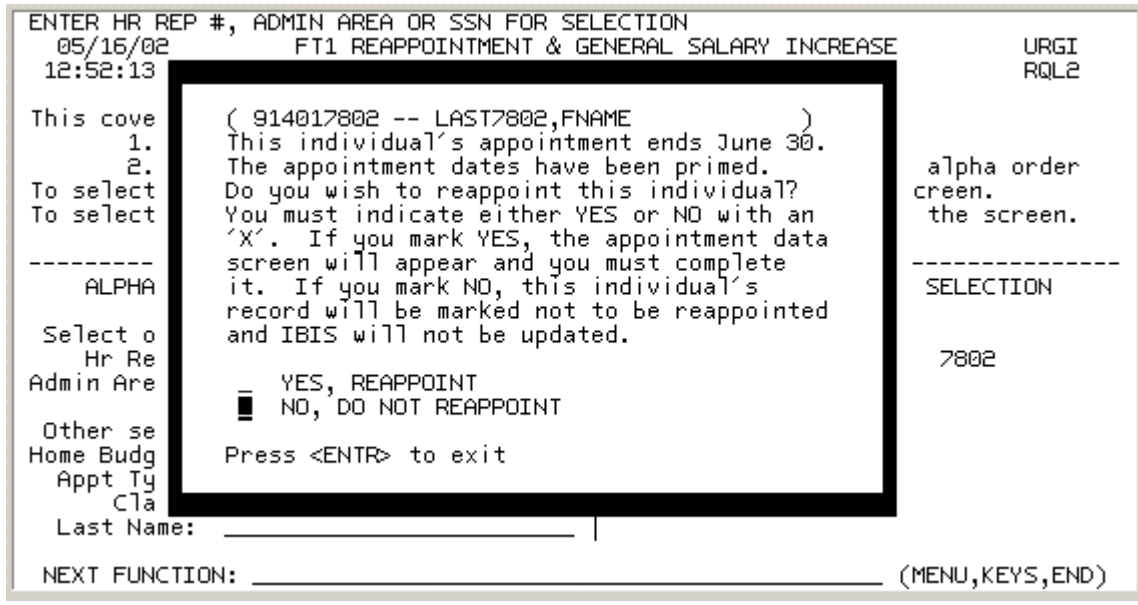 ENTER HR REP #, ADMIN AREA OR SSN FOR SELECTION
05/16/02 FT1 REAPPOINTMENT & GENERAL SALARY INCREASE URGI
12:52:13 RQL2
This cove ( 914017802 -- LAST7802,FNAME )
1. This individual´s appointment ends June 30.
2. The appointment dates have been primed. alpha order
To select Do you wish to reappoint this individual? creen.
To select You must indicate either YES or NO with an the screen.
´X´. If you mark YES, the appointment data
--------- screen will appear and you must complete ---------------
ALPHA it. If you mark NO, this individual´s SELECTION
record will be marked not to be reappointed
Select o and IBIS will not be updated.
Hr Re 7802
Admin Are _ YES, REAPPOINT
_ NO, DO NOT REAPPOINT
Other se
Home Budg Press <ENTR> to exit
Appt Ty
Cla
Last Name: _________________________
NEXT FUNCTION: _____________________________________________ (MENU,KEYS,END)